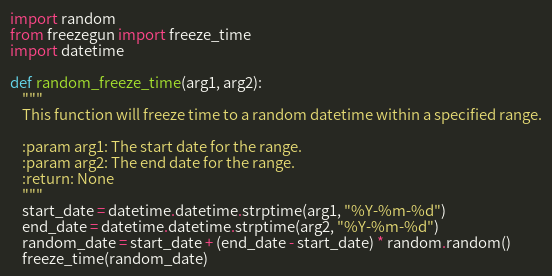 import random
from freezegun import freeze_time
import datetime

def random_freeze_time(arg1, arg2):
    """
    This function will freeze time to a random datetime within a specified range.

    :param arg1: The start date for the range.
    :param arg2: The end date for the range.
    :return: None
    """
    start_date = datetime.datetime.strptime(arg1, "%Y-%m-%d")
    end_date = datetime.datetime.strptime(arg2, "%Y-%m-%d")
    random_date = start_date + (end_date - start_date) * random.random()
    freeze_time(random_date)